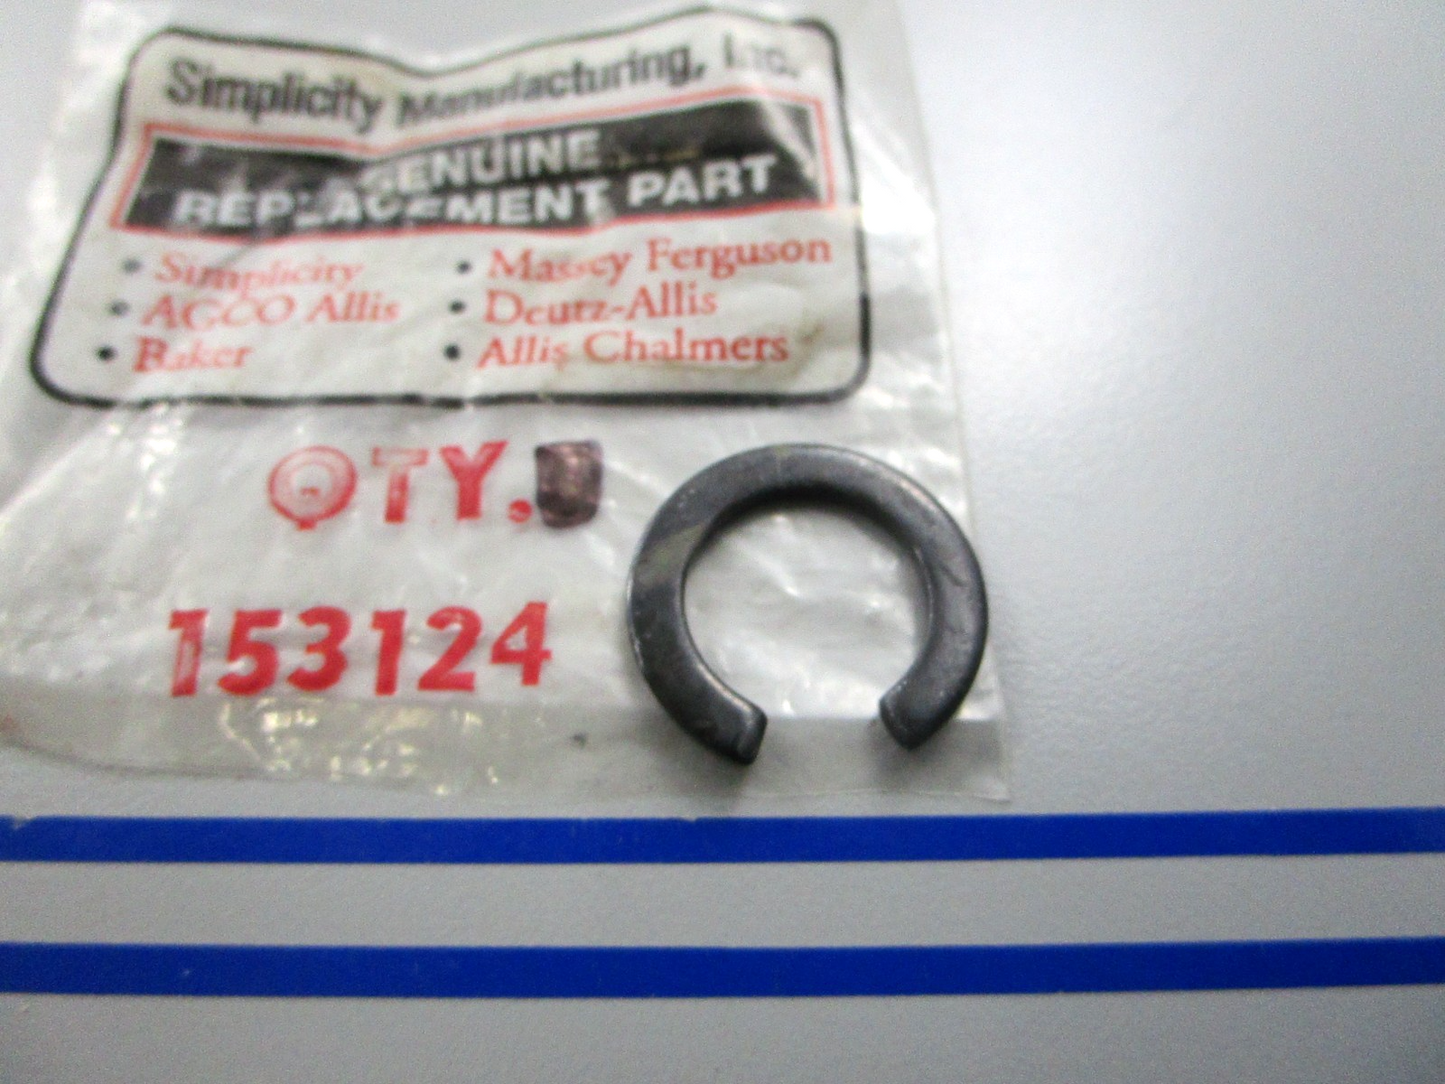 Simplicity Manufacturing, Inc.
GENUINE
REPLACEMENT PART
• Simplicity
• AGCO Allis
• Baker
• Massey Ferguson
• Deutz-Allis
• Allis Chalmers
QTY.
153124